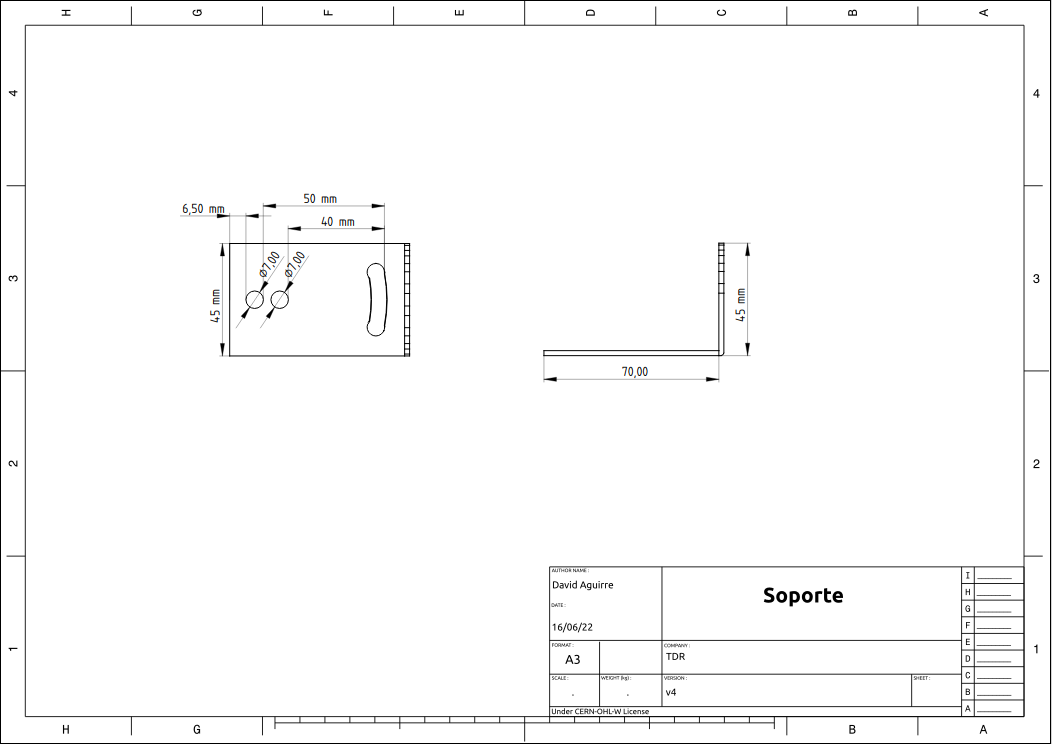 H G F E D C B A
4 4
50 mm
6,50 mm
40 mm
⌀7,00 ⌀7,00
3 3
45 mm
45 mm
70,00
2 2
AUTHOR NAME :
David Aguirre
DATE :
16/06/22
Soporte
FORMAT :
A3
COMPANY :
TDR
SCALE :
.
WEIGHT (kg) :
.
VERSION :
v4
SHEET :
Under CERN-OHL-W License
I
H
G
F
E
D
C
B
A
1 1
H G B A